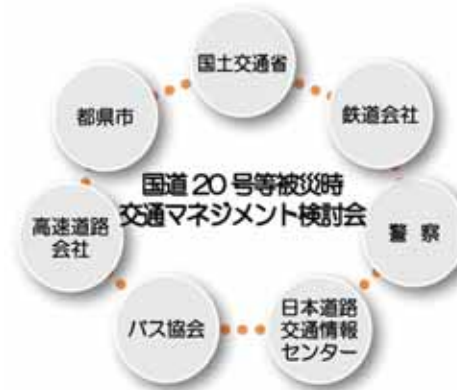 国土交通省
都県市
鉄道会社
国道20号等被災時
交通マネジメント検討会
高速道路
会社
警 察
バス協会
日本道路
交通情報
センター